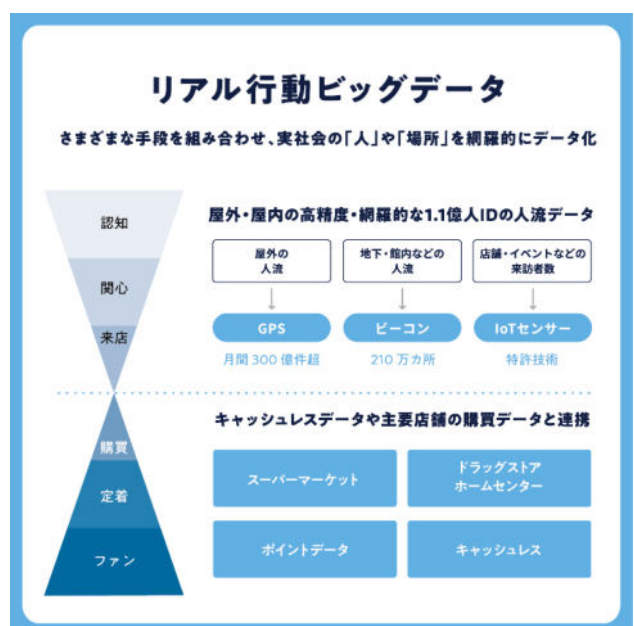 リアル行動ビッグデータ
さまざまな手段を組み合わせ、実社会の「人」や「場所」を網羅的にデータ化
認知
関心
来店
屋外・屋内の高精度・網羅的な1.1億人IDの人流データ
屋外の
人流
地下・館内などの
人流
店舗・イベントなどの
来訪者数
GPS
ビーコン
IoTセンサー
月間300億件超
210万カ所
特許技術
購買
定着
ファン
キャッシュレスデータや主要店舗の購買データと連携
スーパーマーケット
ドラッグストア
ホームセンター
ポイントデータ
キャッシュレス